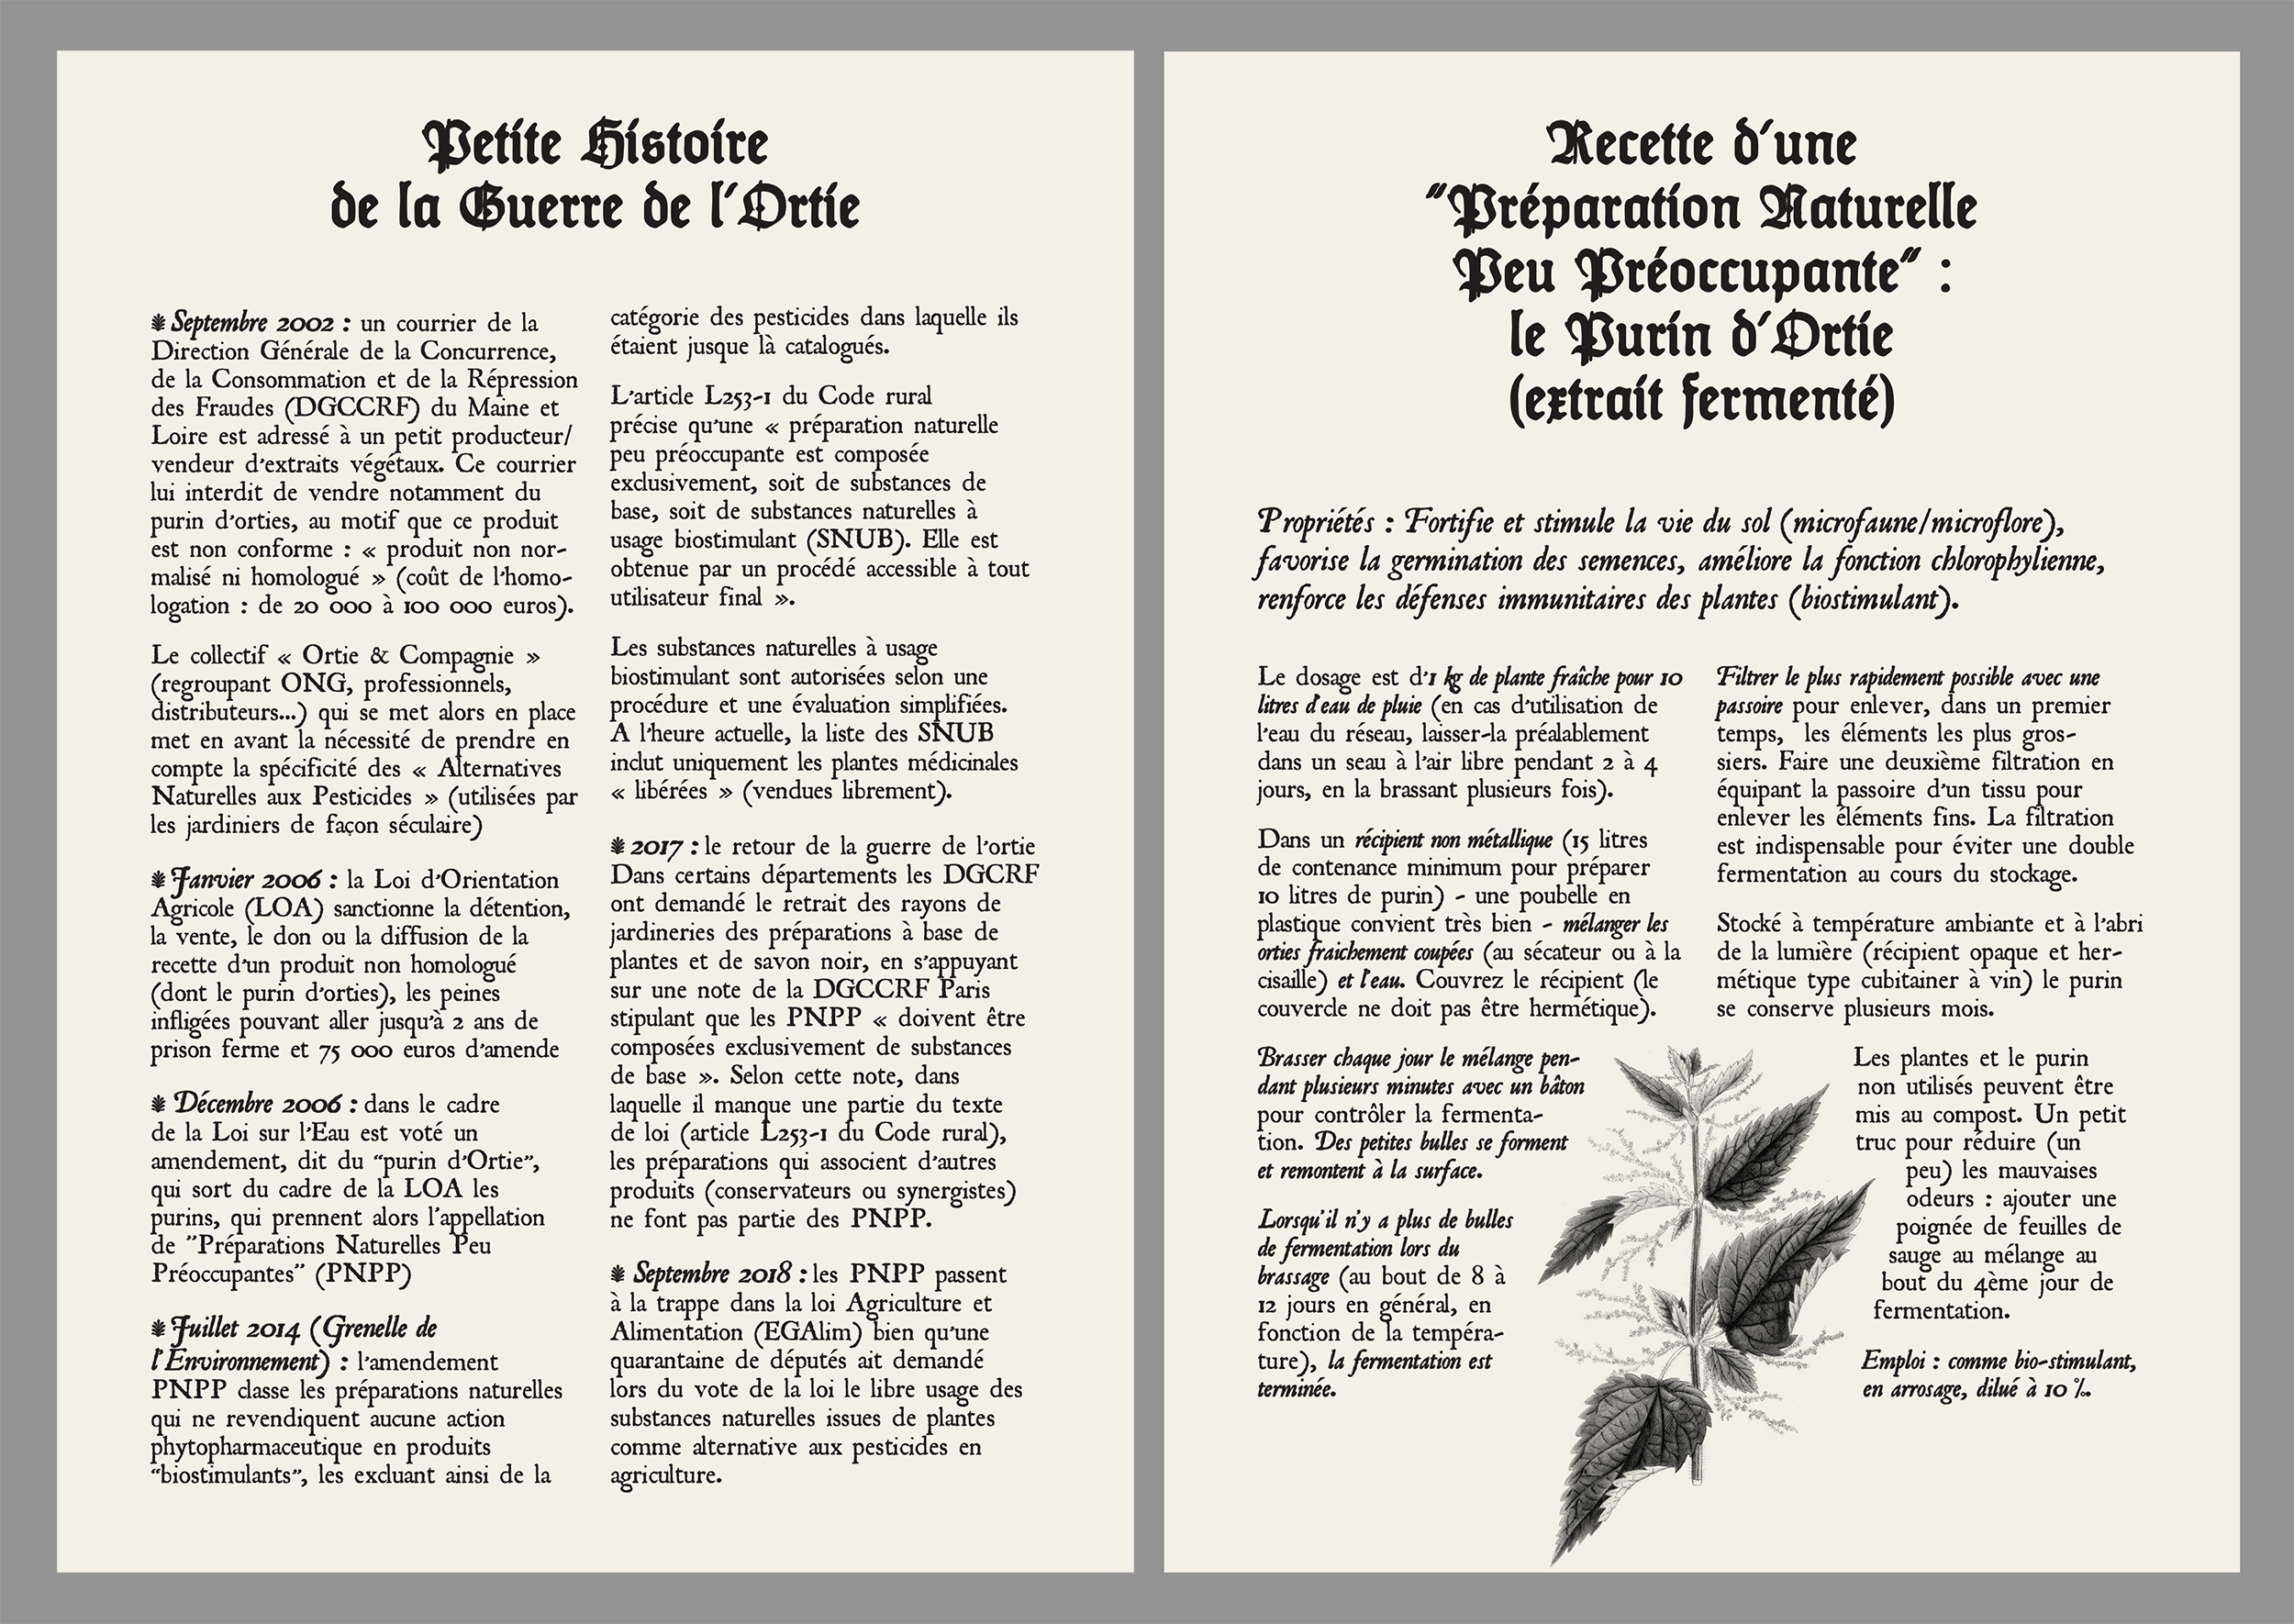 Petite Histoire
de la Guerre de l'Ortie
Septembre 2002 : un courrier de la
Direction Générale de la Concurrence,
de la Consommation et de la Répression
des Fraudes (DGCCRF) du Maine et
Loire est adressé à un petit producteur/
vendeur d'extraits végétaux. Ce courrier
lui interdit de vendre notamment du
purin d'orties, au motif que ce produit
est non conforme : « produit non nor-
malisé ni homologué » (coût de l'homo-
logation : de 20 000 à 100 000 euros).
Le collectif « Ortie & Compagnie »
(regroupant ONG, professionnels,
distributeurs...) qui se met alors en place
met en avant la nécessité de prendre en
compte la spécificité des « Alternatives
Naturelles aux Pesticides » (utilisées par
les jardiniers de façon séculaire)
Janvier 2006 : la Loi d'Orientation
Agricole (LOA) sanctionne la détention,
la vente, le don ou la diffusion de la
recette d'un produit non homologué
(dont le purin d'orties), les peines
infligées pouvant aller jusqu'à 2 ans de
prison ferme et 75 000 euros d'amende
Décembre 2006 : dans le cadre
de la Loi sur l'Eau est voté un
amendement, dit du “purin d'Ortie”,
qui sort du cadre de la LOA les
purins, qui prennent alors l'appellation
de ”Préparations Naturelles Peu
Préoccupantes” (PNPP)
Juillet 2014 (Grenelle de
l'Environnement) : l'amendement
PNPP classe les préparations naturelles
qui ne revendiquent aucune action
phytopharmaceutique en produits
“biostimulants”, les excluant ainsi de la
catégorie des pesticides dans laquelle ils
étaient jusque là catalogués.
L'article L253-1 du Code rural
précise qu'une « préparation naturelle
peu préoccupante est composée
exclusivement, soit de substances de
base, soit de substances naturelles à
usage biostimulant (SNUB). Elle est
obtenue par un procédé accessible à tout
utilisateur final ».
Les substances naturelles à usage
biostimulant sont autorisées selon une
procédure et une évaluation simplifiées.
A l'heure actuelle, la liste des SNUB
inclut uniquement les plantes médicinales
« libérées » (vendues librement).
2017 : le retour de la guerre de l'ortie
Dans certains départements les DGCRF
ont demandé le retrait des rayons de
jardineries des préparations à base de
plantes et de savon noir, en s'appuyant
sur une note de la DGCCRF Paris
stipulant que les PNPP « doivent être
composées exclusivement de substances
de base ». Selon cette note, dans
laquelle il manque une partie du texte
de loi (article L253-1 du Code rural),
les préparations qui associent d'autres
produits (conservateurs ou synergistes)
ne font pas partie des PNPP.
Septembre 2018 : les PNPP passent
à la trappe dans la loi Agriculture et
Alimentation (EGAlim) bien qu'une
quarantaine de députés ait demandé
lors du vote de la loi le libre usage des
substances naturelles issues de plantes
comme alternative aux pesticides en
agriculture.
Recette d'une
"Préparation Naturelle
Peu Préoccupante" :
le Purin d'Ortie
(extrait fermenté)
Propriétés : Fortifie et stimule la vie du sol (microfaune/microflore),
favorise la germination des semences, améliore la fonction chlorophylienne,
renforce les défenses immunitaires des plantes (biostimulant).
Le dosage est d'1 kg de plante fraîche pour 10
litres d'eau de pluie (en cas d'utilisation de
l'eau du réseau, laisser-la préalablement
dans un seau à l'air libre pendant 2 à 4
jours, en la brassant plusieurs fois).
Dans un récipient non métallique (15 litres
de contenance minimum pour préparer
10 litres de purin) - une poubelle en
plastique convient très bien - mélanger les
orties fraichement coupées (au sécateur ou à la
cisaille) et l'eau. Couvrez le récipient (le
couvercle ne doit pas être hermétique).
Brasser chaque jour le mélange pen-
dant plusieurs minutes avec un bâton
pour contrôler la fermenta-
tion. Des petites bulles se forment
et remontent à la surface.
Lorsqu'il n'y a plus de bulles
de fermentation lors du
brassage (au bout de 8 à
12 jours en général, en
fonction de la tempéra-
ture), la fermentation est
terminée.
Filtrer le plus rapidement possible avec une
passoire pour enlever, dans un premier
temps, les éléments les plus gros-
siers. Faire une deuxième filtration en
équipant la passoire d'un tissu pour
enlever les éléments fins. La filtration
est indispensable pour éviter une double
fermentation au cours du stockage.
Stocké à température ambiante et à l'abri
de la lumière (récipient opaque et her-
métique type cubitainer à vin) le purin
se conserve plusieurs mois.
Les plantes et le purin
non utilisés peuvent être
mis au compost. Un petit
truc pour réduire (un
peu) les mauvaises
odeurs : ajouter une
poignée de feuilles de
sauge au mélange au
bout du 4ème jour de
fermentation.
Emploi : comme bio-stimulant,
en arrosage, dilué à 10 %.